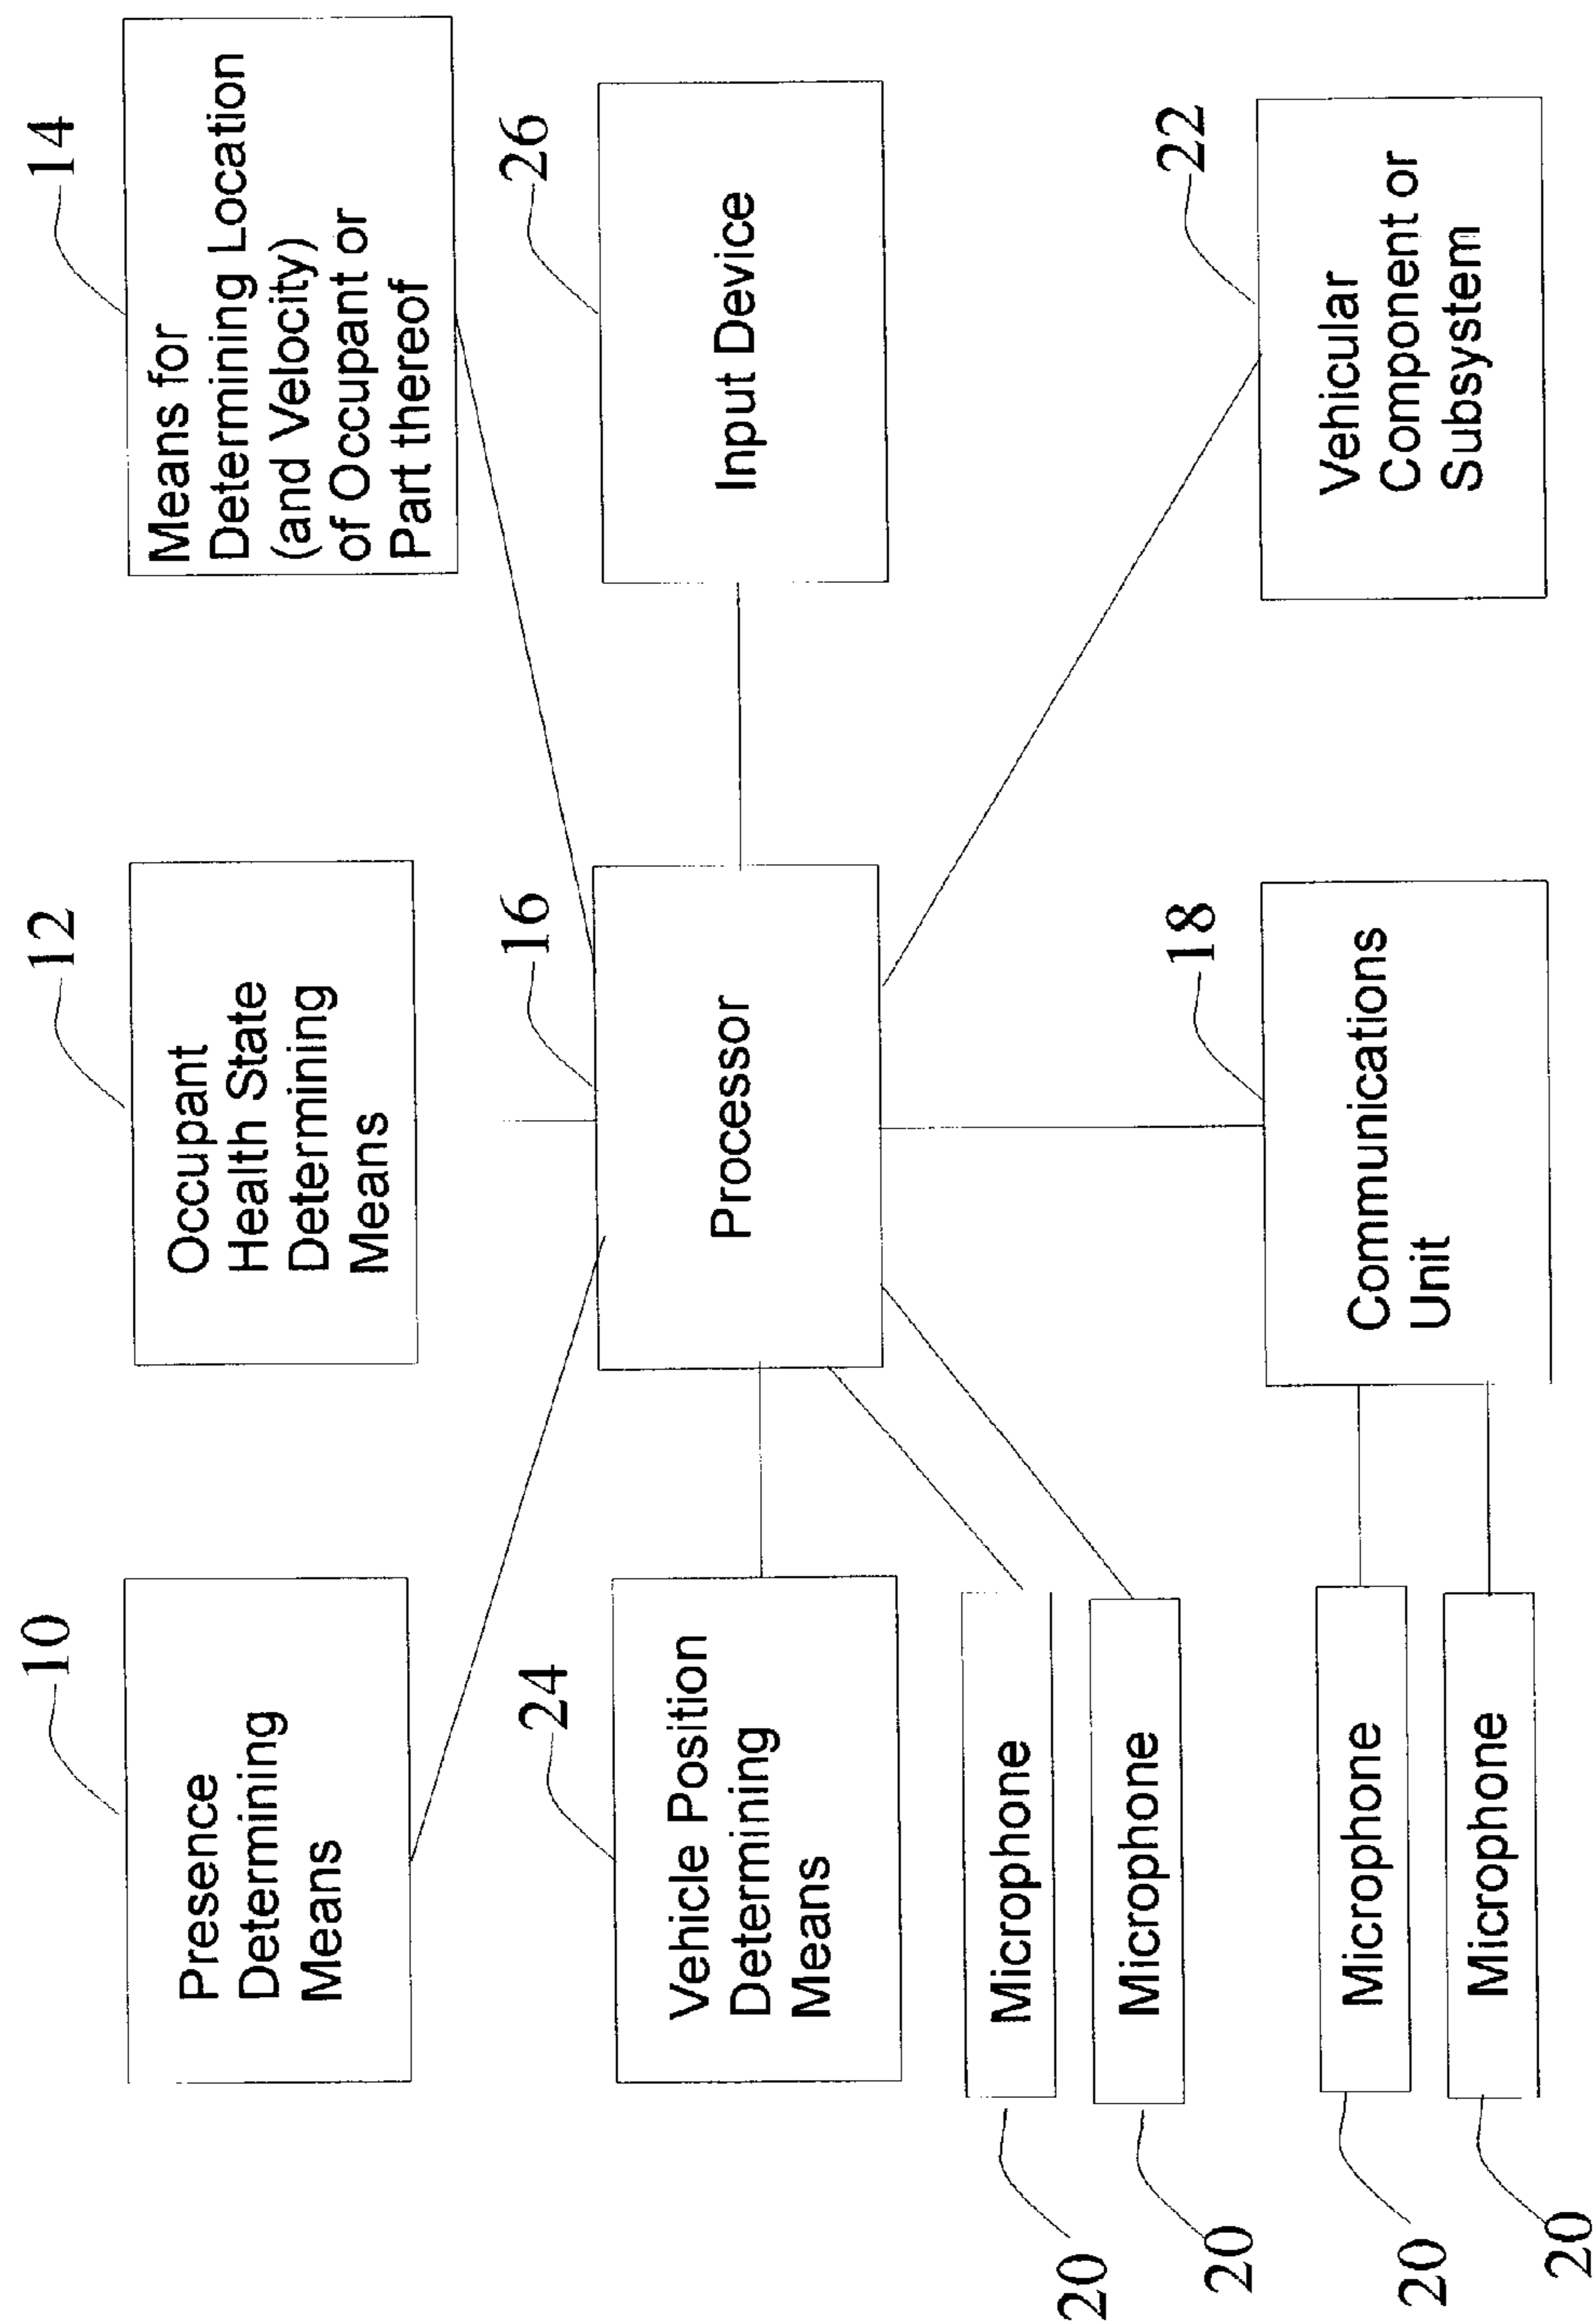 10
Presence
Determining
Means
12
Occupant
Health State
Determining
Means
14
Means for
Determining Location
(and Velocity)
of Occupant or
Part thereof
24
Vehicle Position
Determining
Means
16
Processor
26
Input Device
20
Microphone
20
Microphone
20
Microphone
20
Microphone
18
Communications
Unit
22
Vehicular
Component or
Subsystem